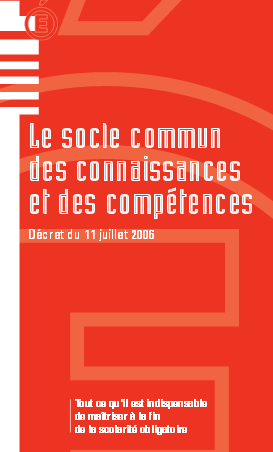 É
Le socle commun
des connaissances
et des compétences
Décret du 11 juillet 2006
Tout ce qu'il est indispensable
de maîtriser à la fin
de la scolarité obligatoire